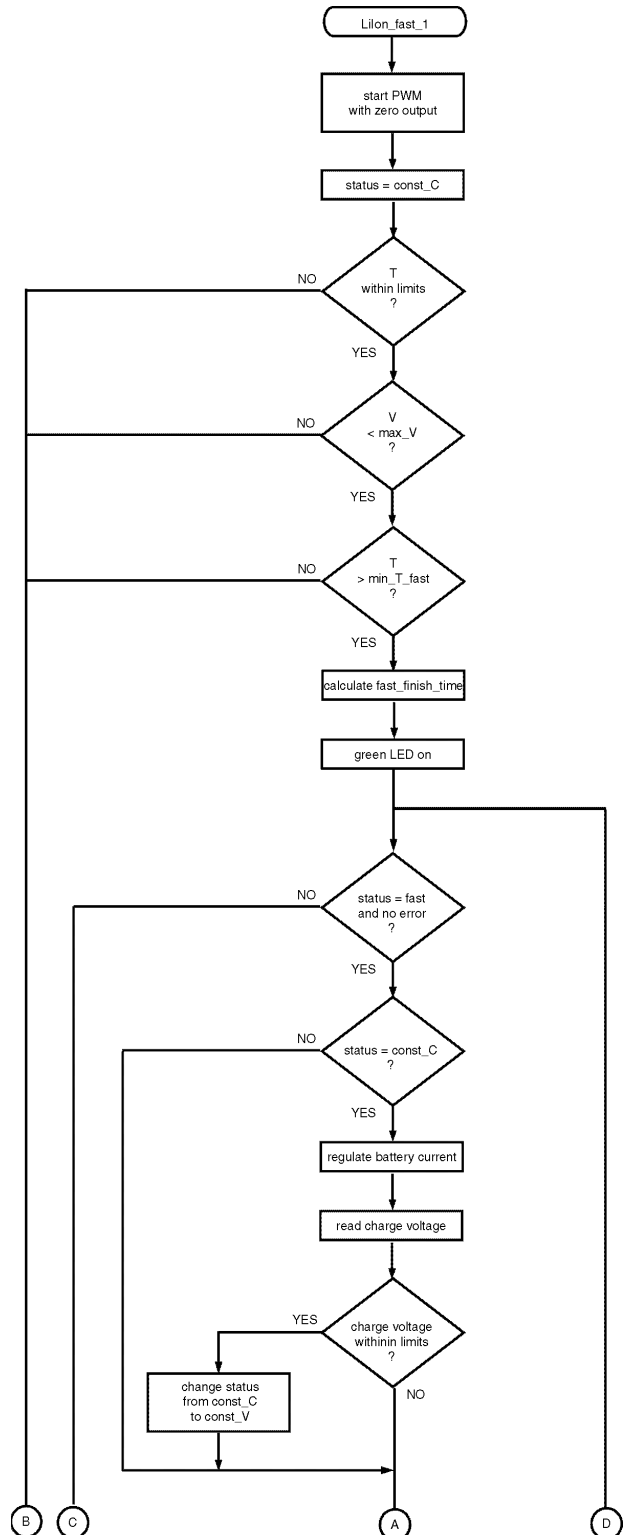 LiIon_fast_1
start PWM
with zero output
status = const_C
T
within limits
?
NO
YES
V
< max_V
?
NO
YES
T
> min_T_fast
?
NO
YES
calculate fast_finish_time
green LED on
status = fast
and no error
?
NO
YES
status = const_C
?
NO
YES
regulate battery current
read charge voltage
charge voltage
withinin limits
?
YES
NO
change status
from const_C
to const_V
B
C
A
D